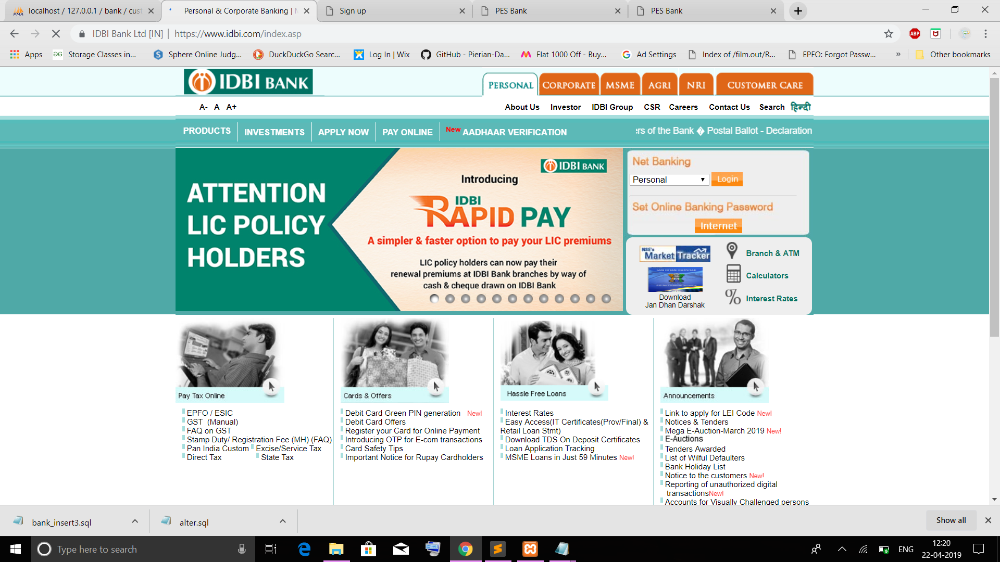 localhost / 127.0.0.1 / bank / cust
Personal & Corporate Banking | M
Sign up
PES Bank
PES Bank
IDBI Bank Ltd [IN] | https://www.idbi.com/index.asp
ABP
Apps
Storage Classes in...
Sphere Online Judg...
DuckDuckGo Searc...
Log In | Wix
GitHub - Pierian-Da...
Flat 1000 Off - Buy...
Ad Settings
Index of /film.out/R...
EPFO: Forgot Passw...
»
Other bookmarks
IDBI BANK
PERSONAL
CORPORATE
MSME
AGRI
NRI
CUSTOMER CARE
A- A A+
About Us Investor IDBI Group CSR Careers Contact Us Search हिन्दी
PRODUCTS
INVESTMENTS
APPLY NOW
PAY ONLINE
New AADHAAR VERIFICATION
ers of the Bank � Postal Ballot - Declaration
ATTENTION
LIC POLICY
HOLDERS
IDBI BANK
Introducing
IDBI
RAPID PAY
A simpler & faster option to pay your LIC premiums
LIC policy holders can now pay their
renewal premiums at IDBI Bank branches by way of
cash & cheque drawn on IDBI Bank
Net Banking
Personal
Login
Set Online Banking Password
Internet
NSE's
Market Tracker
JAN DHAN DARSHAK
Download
Jan Dhan Darshak
Branch & ATM
Calculators
Interest Rates
Pay Tax Online
EPFO / ESIC
GST (Manual)
FAQ on GST
Stamp Duty/ Registration Fee (MH) (FAQ)
Pan India Custom Excise/Service Tax
Direct Tax State Tax
Cards & Offers
Debit Card Green PIN generation New!
Debit Card Offers
Register your Card for Online Payment
Introducing OTP for E-com transactions
Card Safety Tips
Important Notice for Rupay Cardholders
Hassle Free Loans
Interest Rates
Easy Access(IT Certificates(Prov/Final) &
Retail Loan Stmt)
Download TDS On Deposit Certificates
Loan Application Tracking
MSME Loans in Just 59 Minutes New!
Announcements
Link to apply for LEI Code New!
Notices & Tenders
Mega E-Auction-March 2019 New!
E-Auctions
Tenders Awarded
List of Wilful Defaulters
Bank Holiday List
Notice to the customers New!
Reporting of unauthorized digital
transactionsNew!
Accounts for Visually Challenged persons
bank_insert3.sql
alter.sql
Show all
Type here to search
ENG
12:20
22-04-2019